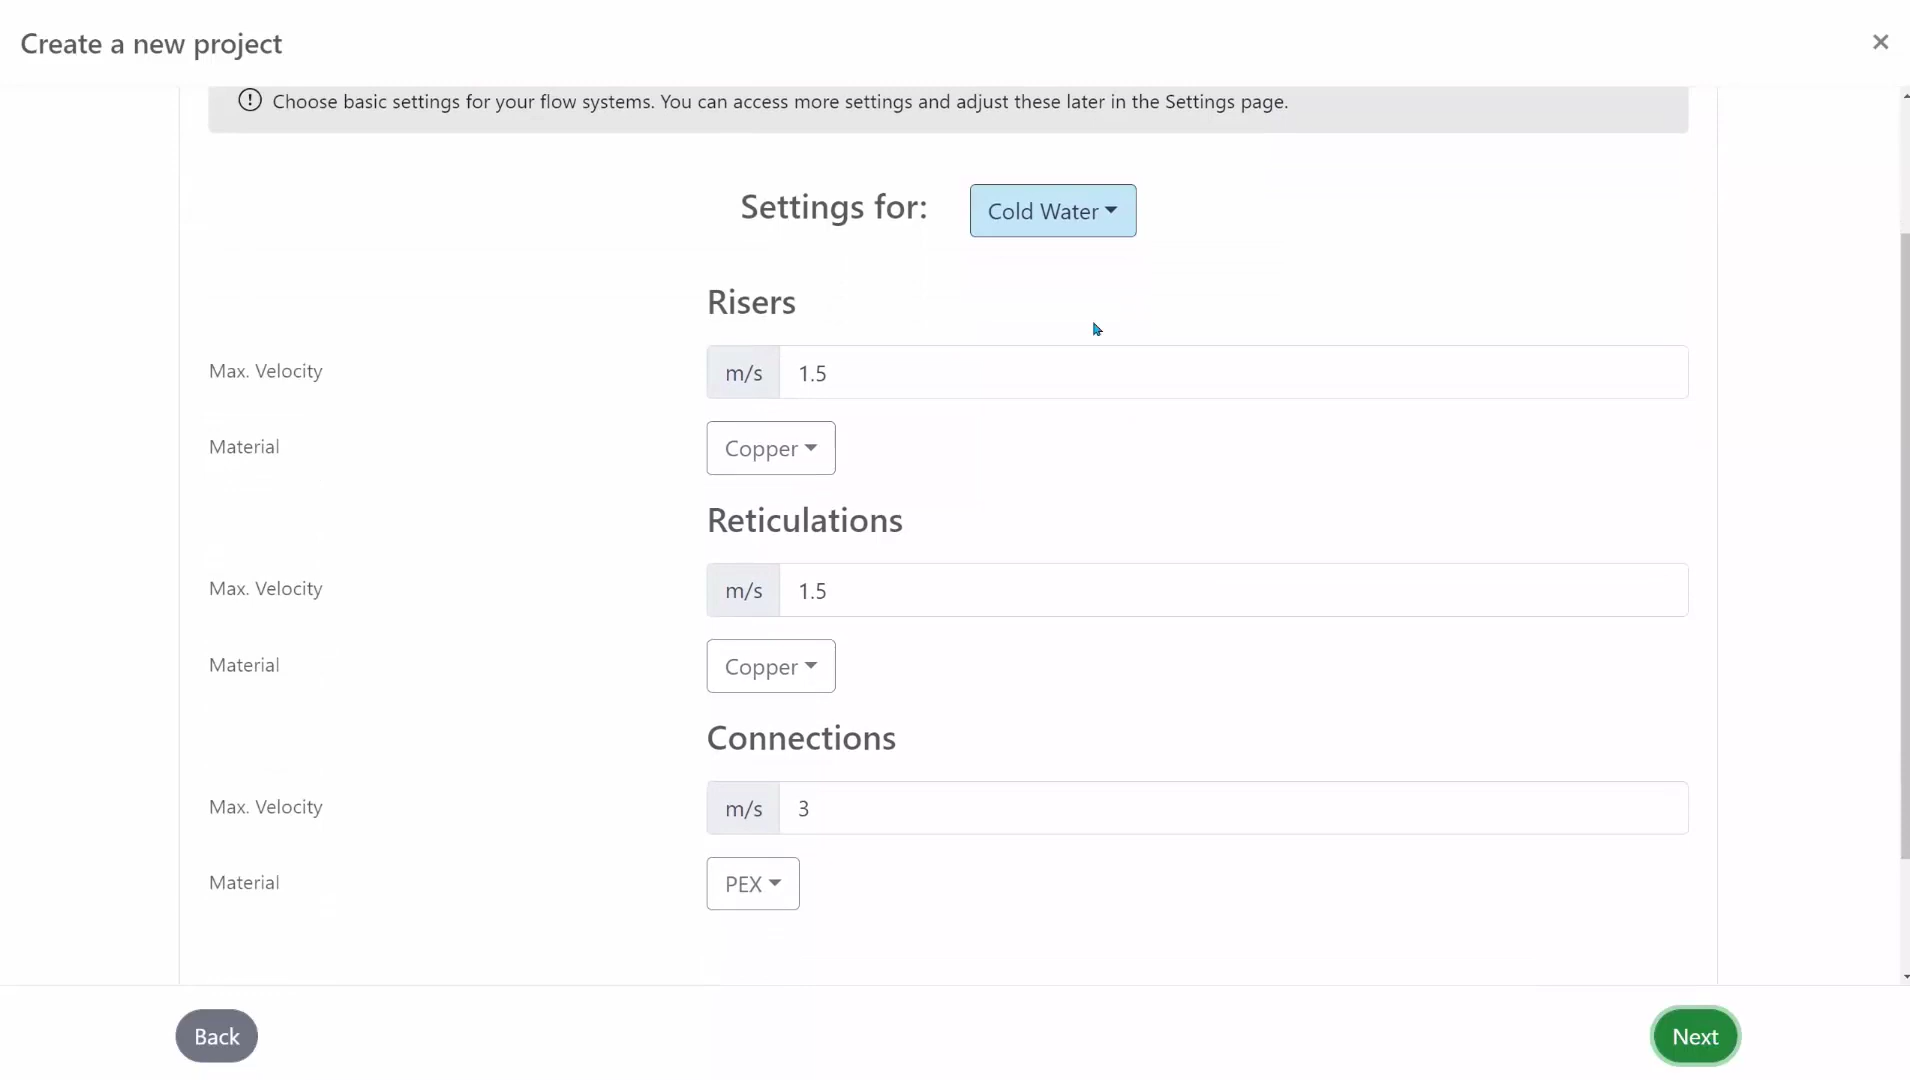 Create a new project
Choose basic settings for your flow systems. You can access more settings and adjust these later in the Settings page.
Settings for:
Cold Water
Risers
Max. Velocity
m/s
1.5
Material
Copper
Reticulations
Max. Velocity
m/s
1.5
Material
Copper
Connections
Max. Velocity
m/s
3
Material
PEX
Back
Next